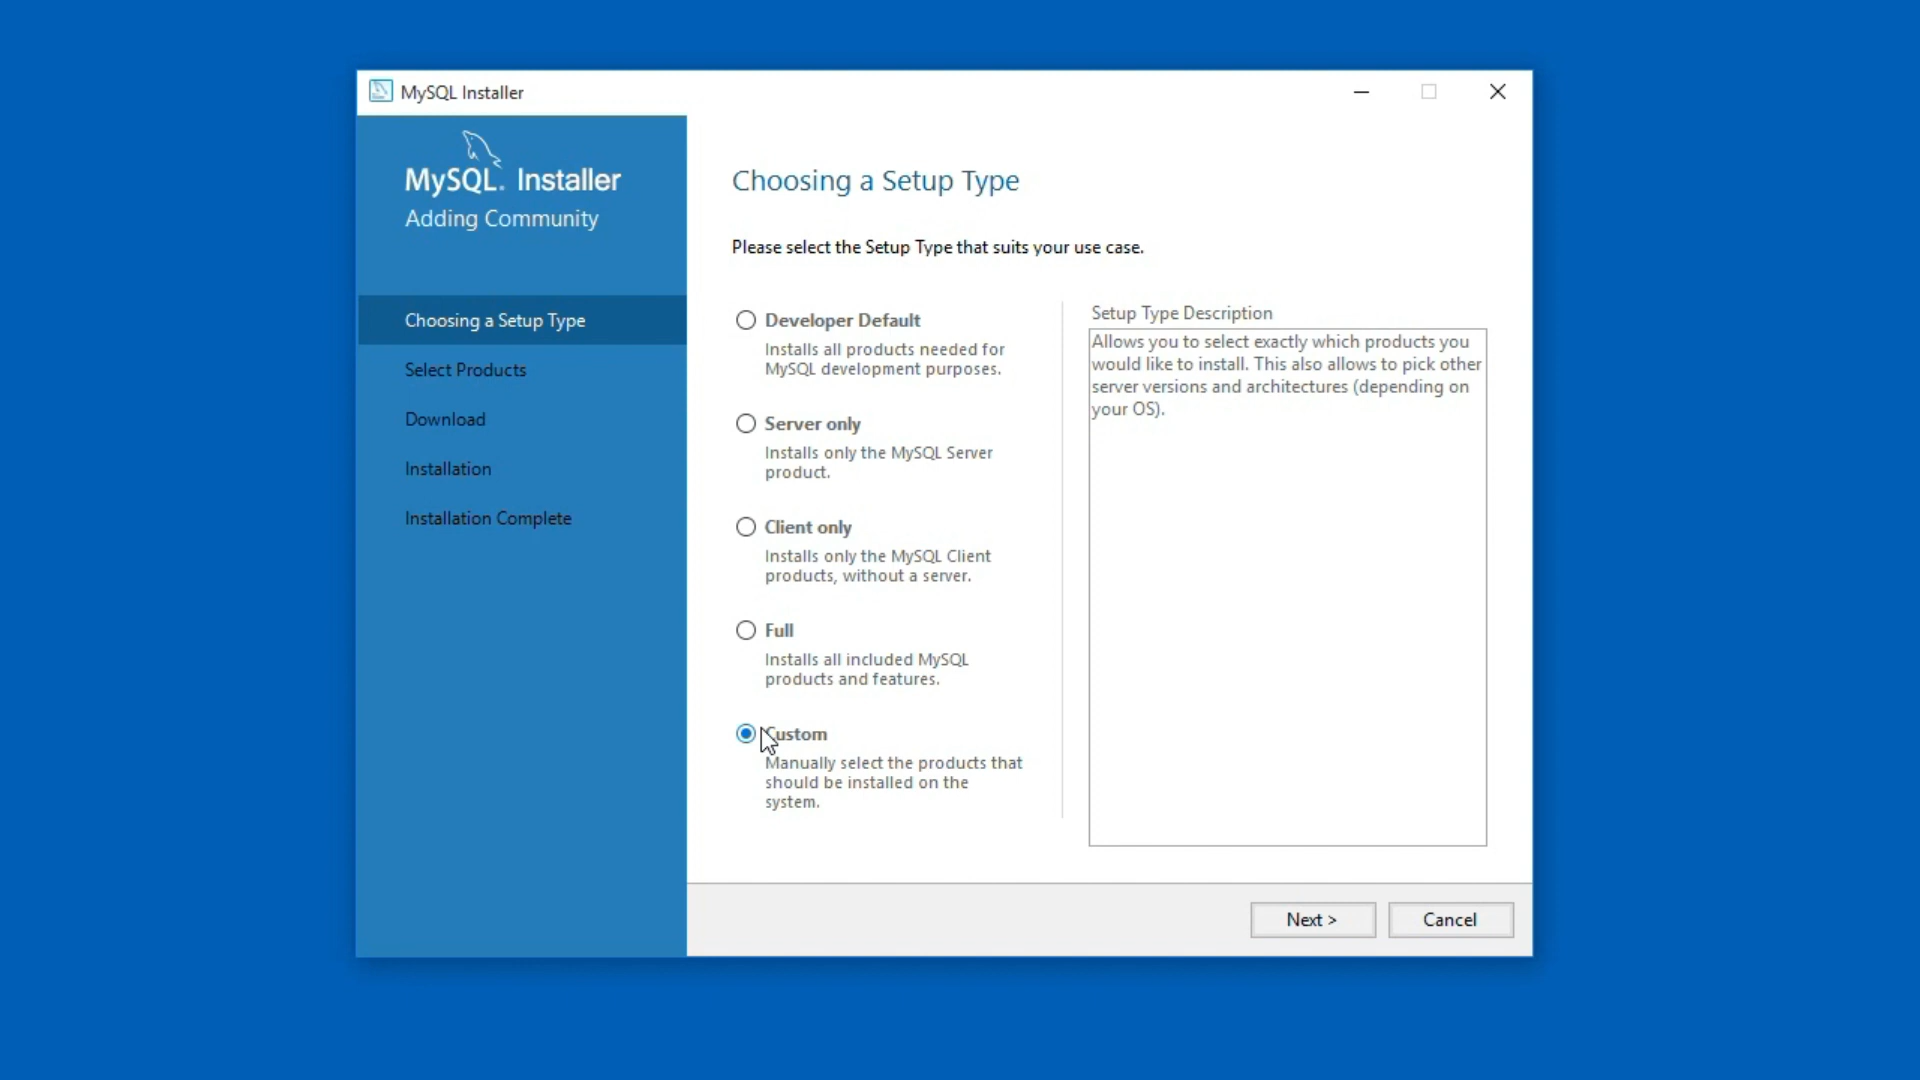 MySQL Installer
MySQL. Installer
Adding Community
Choosing a Setup Type
Select Products
Download
Installation
Installation Complete
Choosing a Setup Type
Please select the Setup Type that suits your use case.
Developer Default
Installs all products needed for
MySQL development purposes.
Server only
Installs only the MySQL Server
product.
Client only
Installs only the MySQL Client
products, without a server.
Full
Installs all included MySQL
products and features.
Custom
Manually select the products that
should be installed on the
system.
Setup Type Description
Allows you to select exactly which products you
would like to install. This also allows to pick other
server versions and architectures (depending on
your OS).
Next >
Cancel